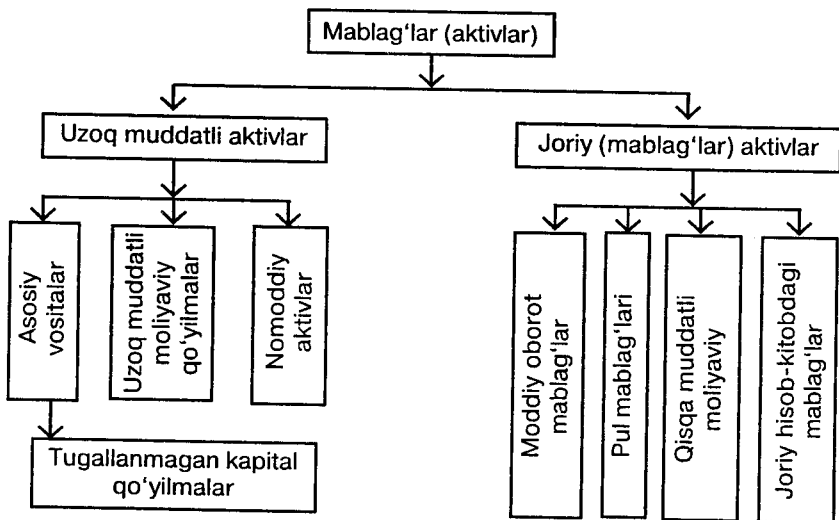 Mablag‘lar (aktivlar)
Uzoq muddatli aktivlar
Joriy (mablag‘lar) aktivlar
Asosiy
vositalar
Uzoq muddatli
moliyaviy
qo‘yilmalar
Nomoddiy
aktivlar
Moddiy oborot
mablag‘lar
Pul mablag‘lari
Qisqa muddatli
moliyaviy
Joriy hisob-kitobdagi
mablag‘lar
Tugallanmagan kapital
qo‘yilmalar